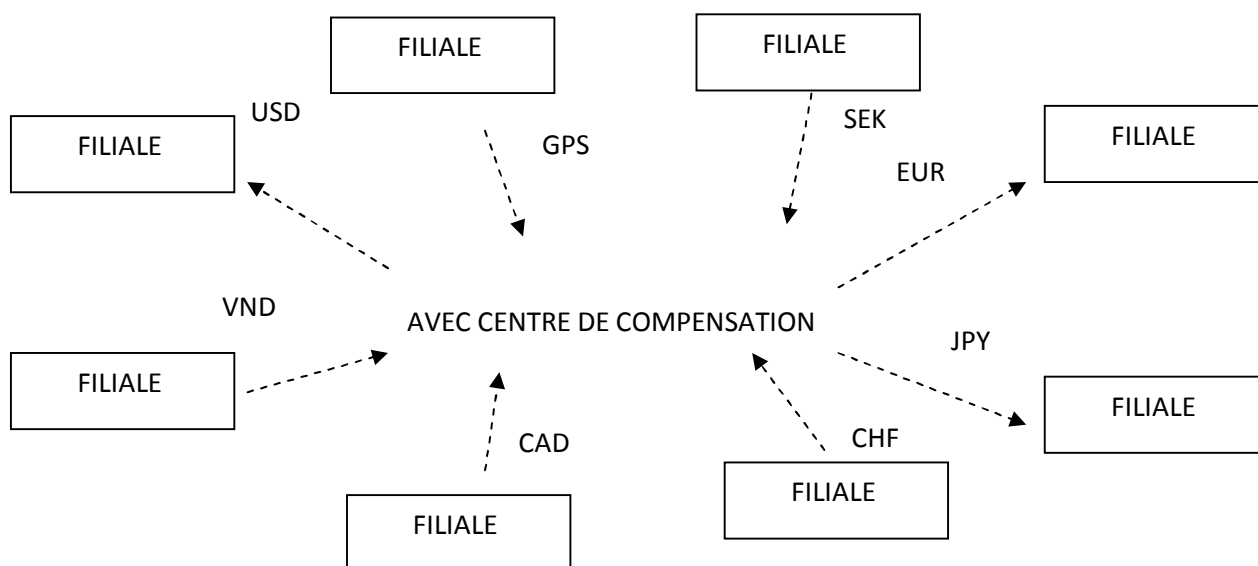 FILIALE
FILIALE
USD
SEK
FILIALE
GPS
FILIALE
EUR
VND
AVEC CENTRE DE COMPENSATION
JPY
FILIALE
FILIALE
CAD
CHF
FILIALE
FILIALE